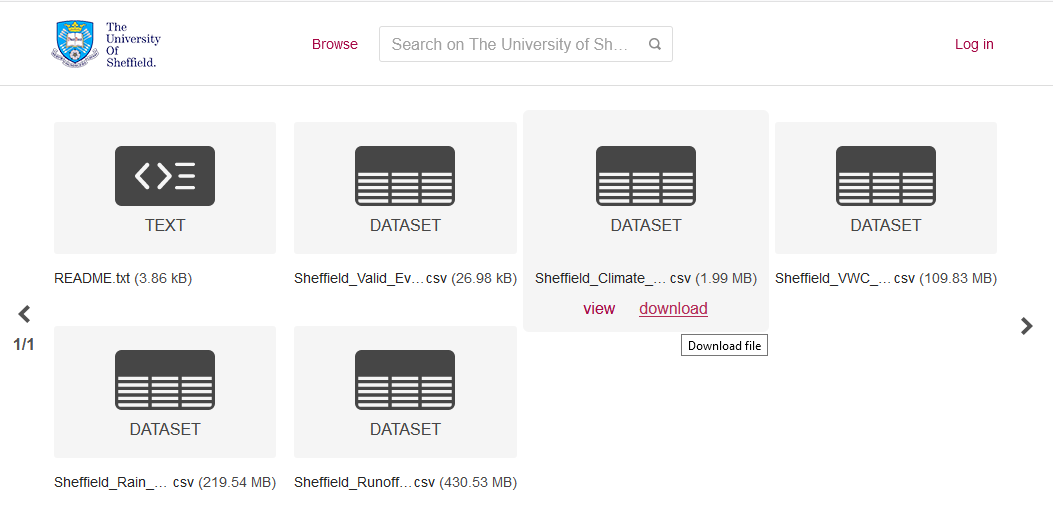 The
University
Of
Sheffield.
Browse
Search on The University of Sh...
Log in
TEXT
DATASET
DATASET
DATASET
README.txt (3.86 kB)
Sheffield_Valid_Ev... csv (26.98 kB)
Sheffield_Climate_... csv (1.99 MB)
Sheffield_VWC_... csv (109.83 MB)
view
download
Download file
1/1
DATASET
DATASET
Sheffield_Rain_... csv (219.54 MB)
Sheffield_Runoff... csv (430.53 MB)